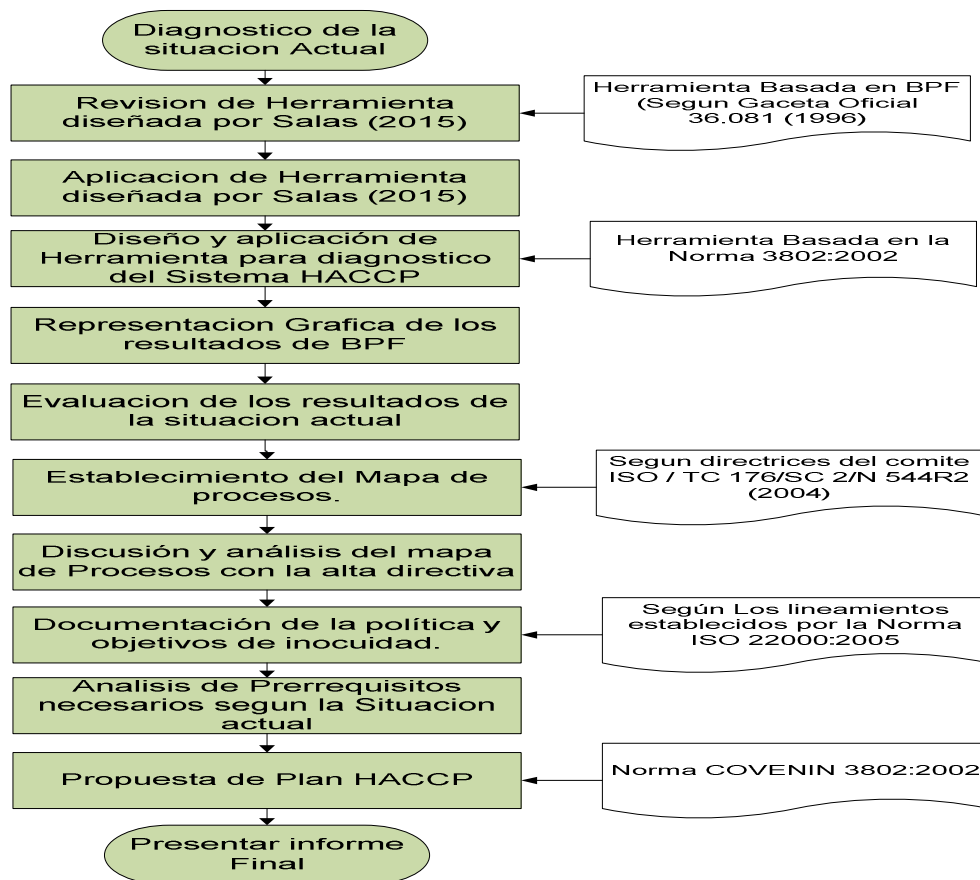 Diagnostico de la
situacion Actual
Revision de Herramienta
diseñada por Salas (2015)
Herramienta Basada en BPF
(Segun Gaceta Oficial
36.081 (1996)
Aplicacion de Herramienta
diseñada por Salas (2015)
Diseño y aplicación de
Herramienta para diagnostico
del Sistema HACCP
Herramienta Basada en la
Norma 3802:2002
Representacion Grafica de los
resultados de BPF
Evaluacion de los resultados de
la situacion actual
Establecimiento del Mapa de
procesos.
Segun directrices del comite
ISO / TC 176/SC 2/N 544R2
(2004)
Discusión y análisis del mapa
de Procesos con la alta directiva
Documentación de la política y
objetivos de inocuidad.
Según Los lineamientos
establecidos por la Norma
ISO 22000:2005
Analisis de Prerrequisitos
necesarios segun la Situacion
actual
Propuesta de Plan HACCP
Norma COVENIN 3802:2002
Presentar informe
Final